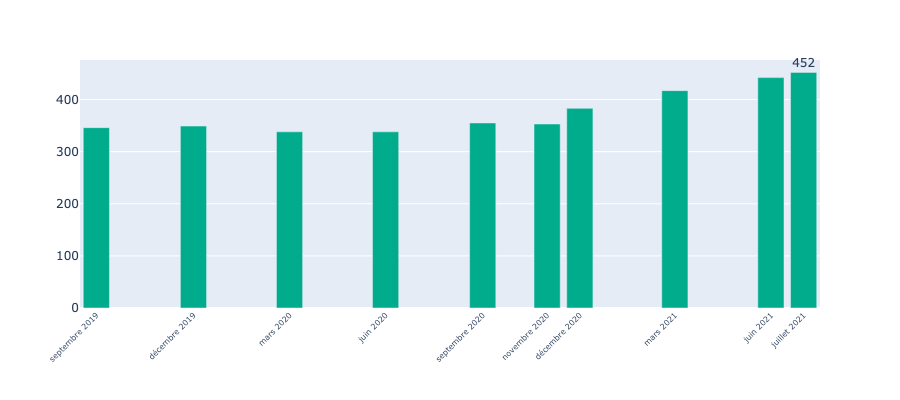 452
400
300
200
100
0
septembre 2019
décembre 2019
mars 2020
juin 2020
septembre 2020
novembre 2020
décembre 2020
mars 2021
juin 2021
juillet 2021